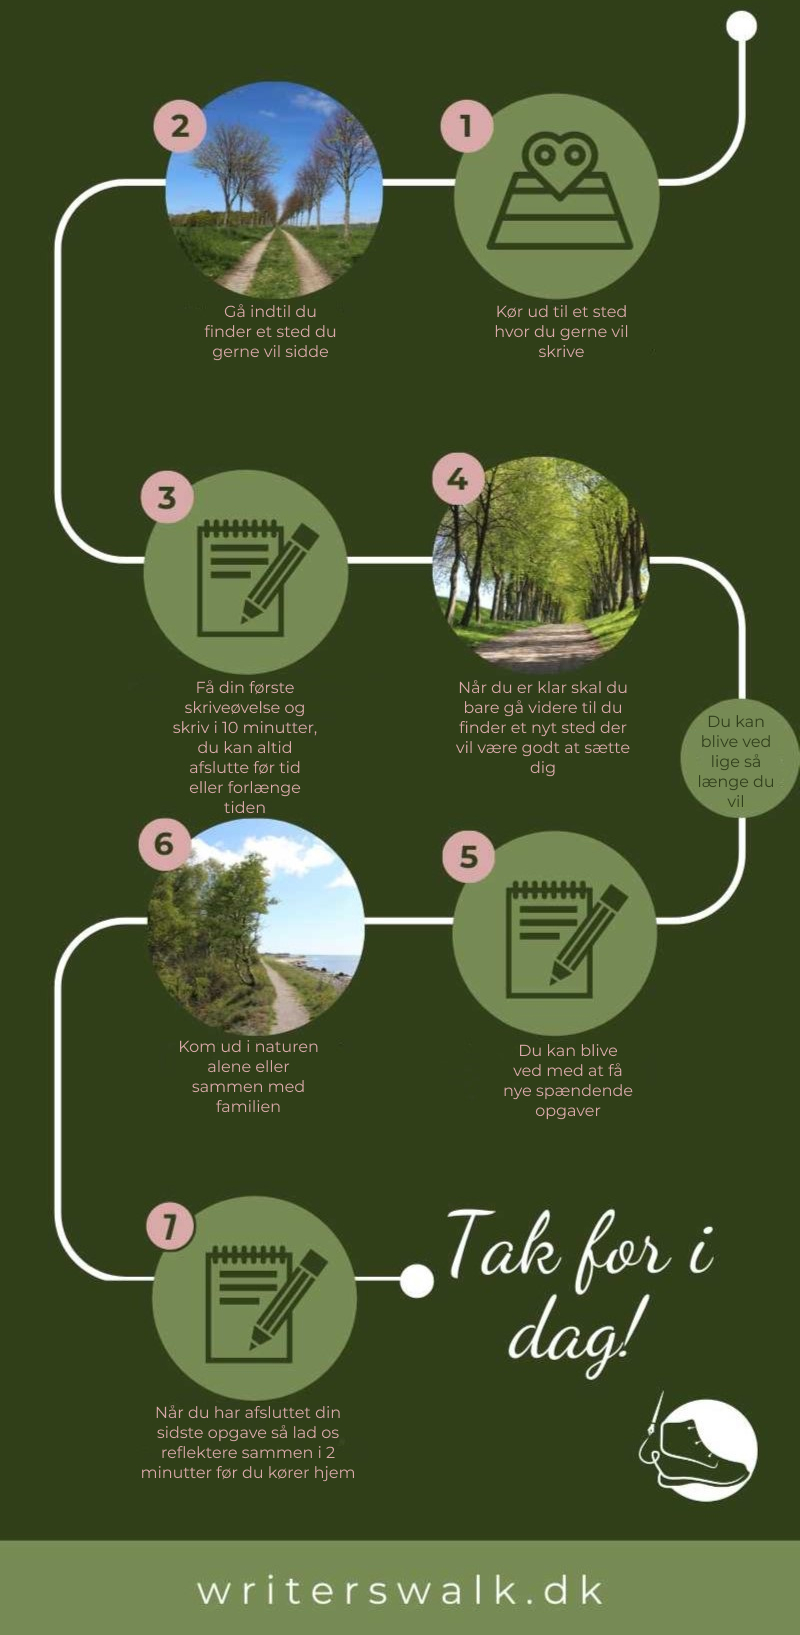 1
Kør ud til et sted
hvor du gerne vil
skrive
2
Gå indtil du
finder et sted du
gerne vil sidde
3
Få din første
skriveøvelse og
skriv i 10 minutter,
du kan altid
afslutte før tid
eller forlænge
tiden
4
Når du er klar skal du
bare gå videre til du
finder et nyt sted der
vil være godt at sætte
dig
Du kan
blive ved
lige så
længe du
vil
5
Du kan blive
ved med at få
nye spændende
opgaver
6
Kom ud i naturen
alene eller
sammen med
familien
7
Når du har afsluttet din
sidste opgave så lad os
reflektere sammen i 2
minutter før du kører hjem
Tak for i
dag!
writerswalk.dk